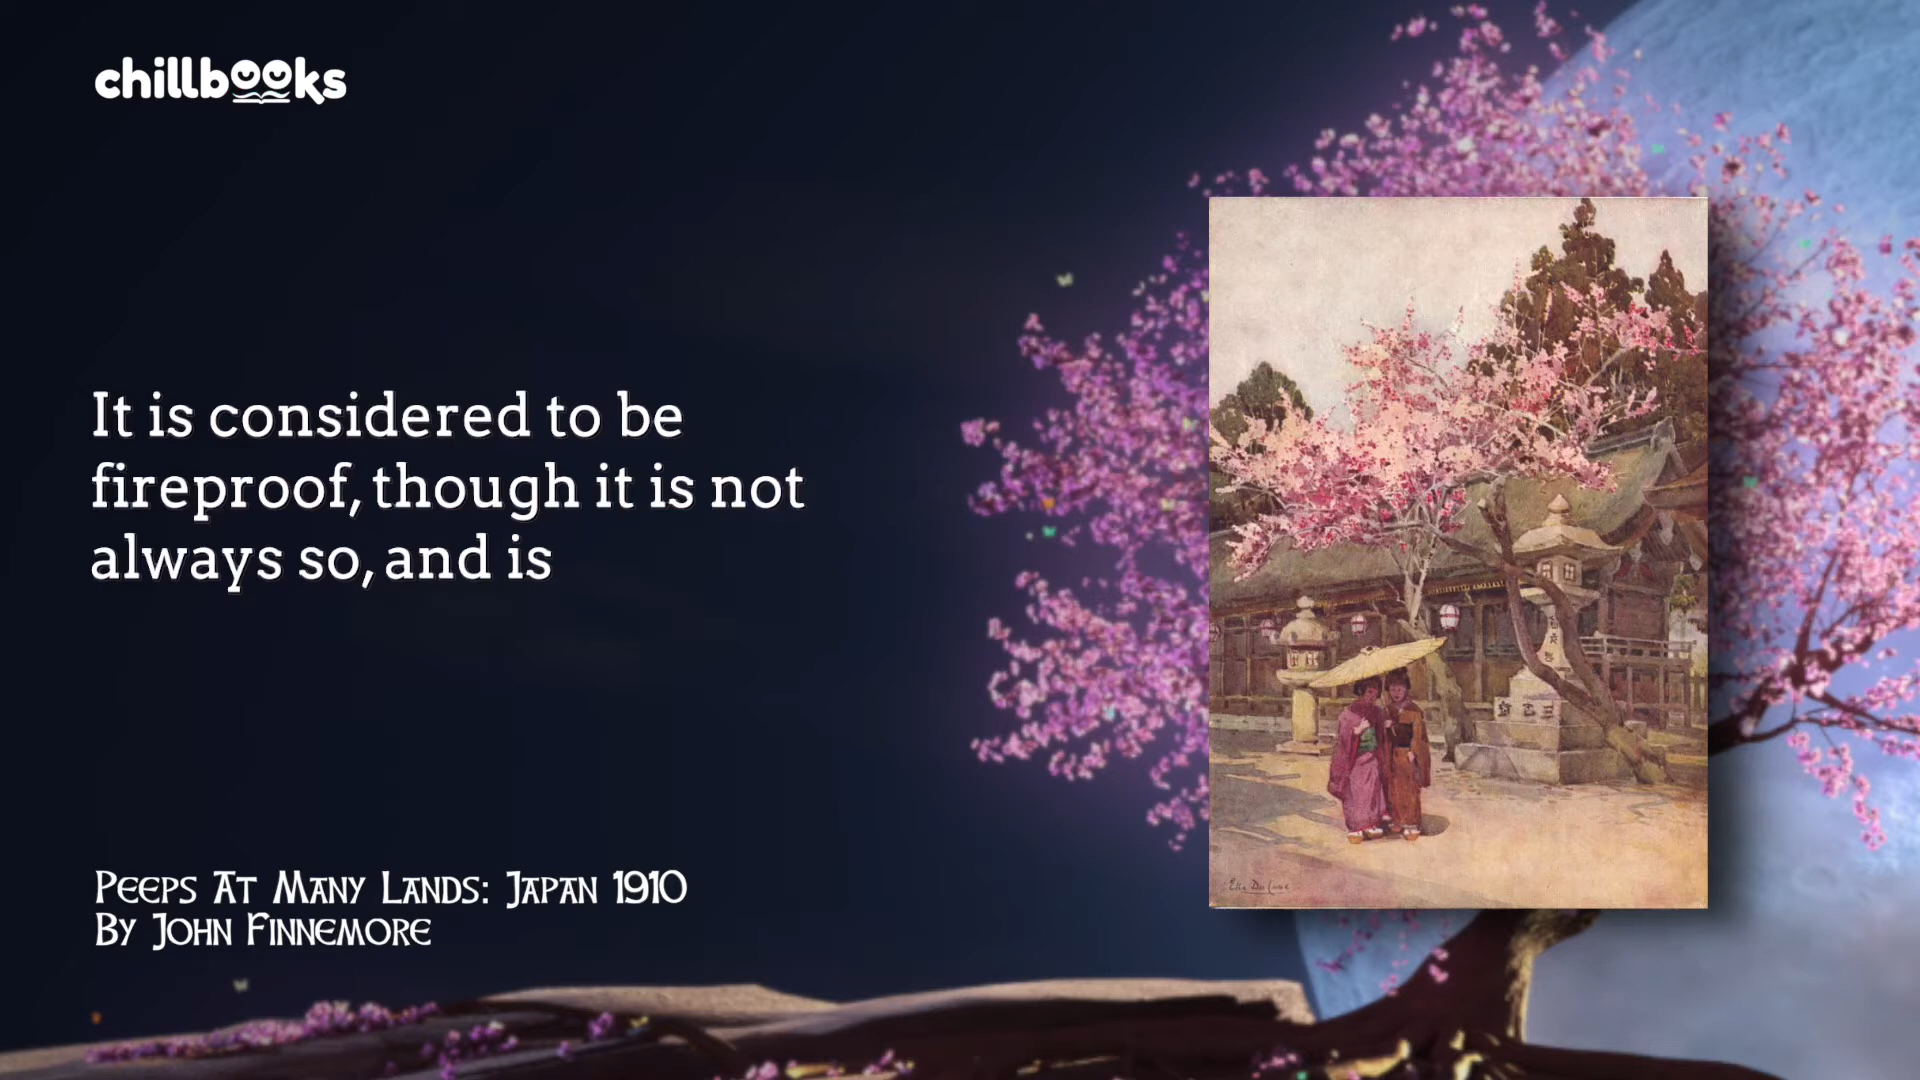 chillbooks
It is considered to be
fireproof, though it is not
always so, and is
Peeps At Many Lands: Japan 1910
By John Finnemore